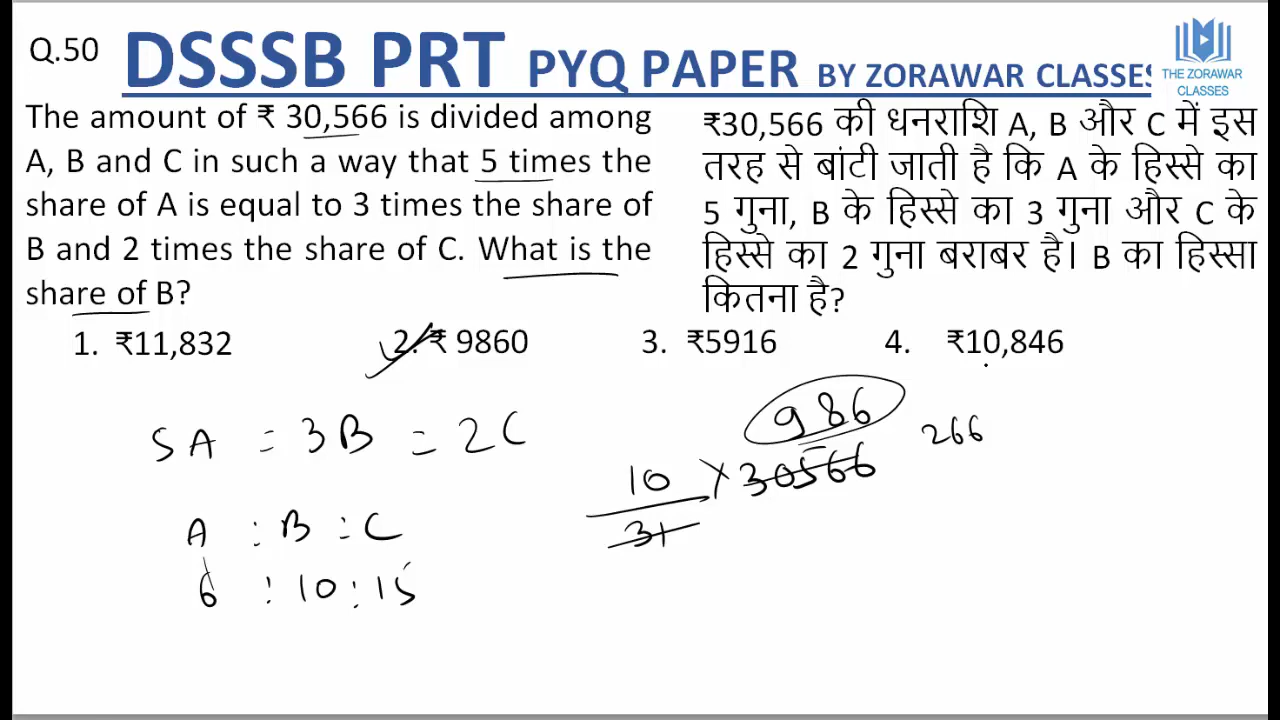 Q.50
DSSSB PRT PYQ PAPER BY ZORAWAR CLASSES
THE ZORAWAR
CLASSES
The amount of ₹ 30,566 is divided among
A, B and C in such a way that 5 times the
share of A is equal to 3 times the share of
B and 2 times the share of C. What is the
share of B?
₹30,566 की धनराशि A, B और C में इस
तरह से बांटी जाती है कि A के हिस्से का
5 गुना, B के हिस्से का 3 गुना और C के
हिस्से का 2 गुना बराबर है। B का हिस्सा
कितना है?
1. ₹11,832 2. ₹ 9860 3. ₹5916 4. ₹10,846
5A = 3B = 2C
A : B : C
6 : 10 : 15
986
266
10 × 30566
31